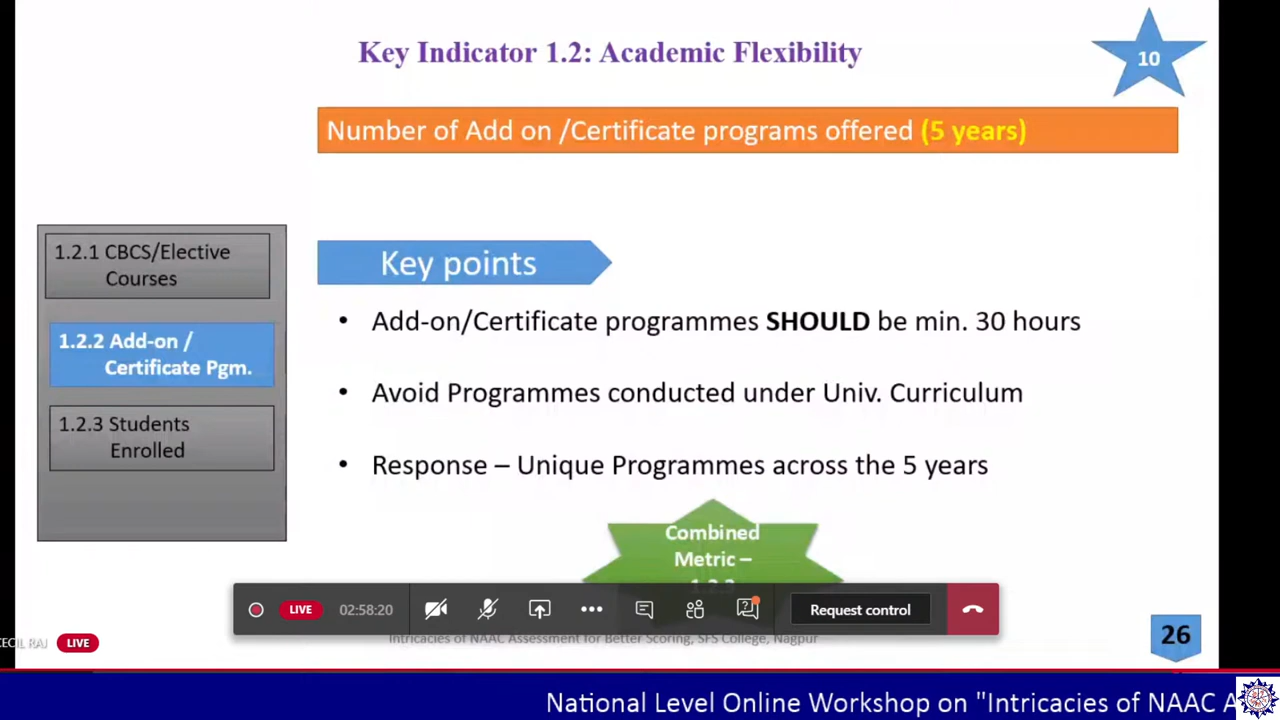 Key Indicator 1.2: Academic Flexibility
10
Number of Add on /Certificate programs offered (5 years)
1.2.1 CBCS/Elective
Courses
1.2.2 Add-on /
Certificate Pgm.
1.2.3 Students
Enrolled
Key points
• Add-on/Certificate programmes SHOULD be min. 30 hours
• Avoid Programmes conducted under Univ. Curriculum
• Response – Unique Programmes across the 5 years
Combined
Metric –
LIVE
02:58:20
Request control
Intricacies of NAAC Assessment for Better Scoring, SFS College, Nagpur
26
CECIL RAJ
LIVE
National Level Online Workshop on "Intricacies of NAAC A